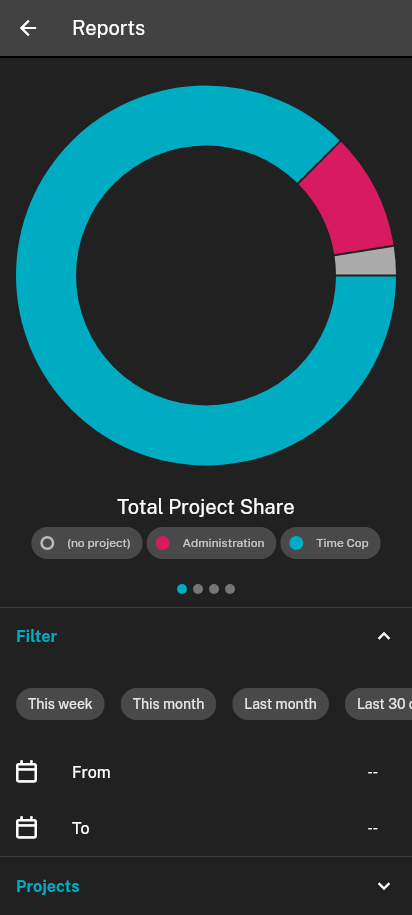 Reports
Total Project Share
(no project) Administration Time Cop
Filter
This week This month Last month Last 30
From --
To --
Projects